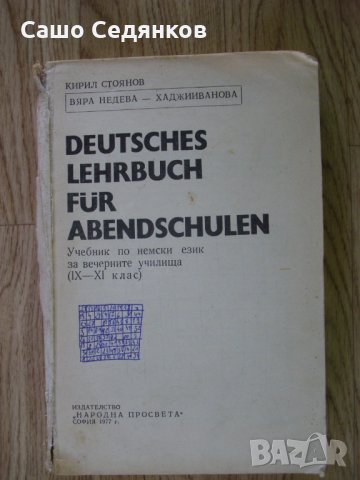 Сашо Седянков
КИРИЛ СТОЯНОВ
ВЯРА НЕДЕВА — ХАДЖИИВАНОВА
DEUTSCHES
LEHRBUCH
FÜR
ABENDSCHULEN
Учебник по немски език
за вечерните училища
(IX—XI клас)
ИЗДАТЕЛСТВО
„НАРОДНА ПРОСВЕТА“
СОФИЯ 1977 г.
BAZAR